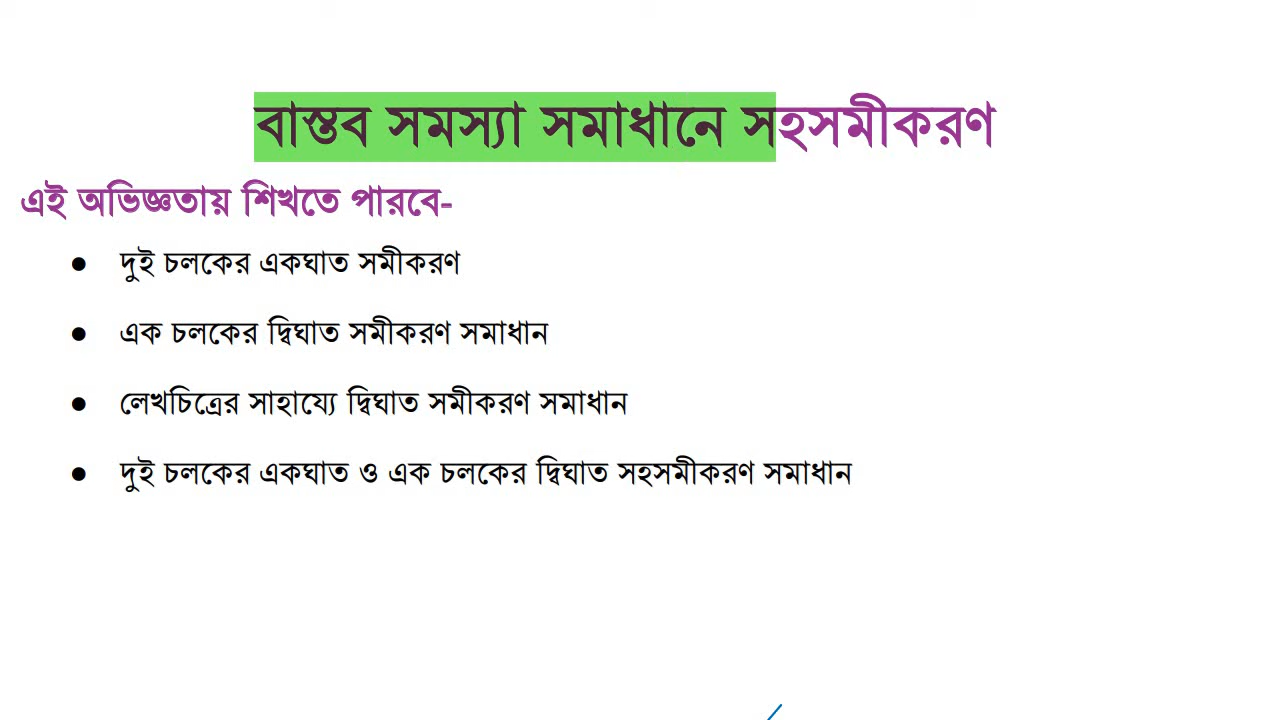 বাস্তব সমস্যা সমাধানে সহসমীকরণ
এই অভিজ্ঞতায় শিখতে পারবে-
● দুই চলকের একঘাত সমীকরণ
● এক চলকের দ্বিঘাত সমীকরণ সমাধান
● লেখচিত্রের সাহায্যে দ্বিঘাত সমীকরণ সমাধান
● দুই চলকের একঘাত ও এক চলকের দ্বিঘাত সহসমীকরণ সমাধান